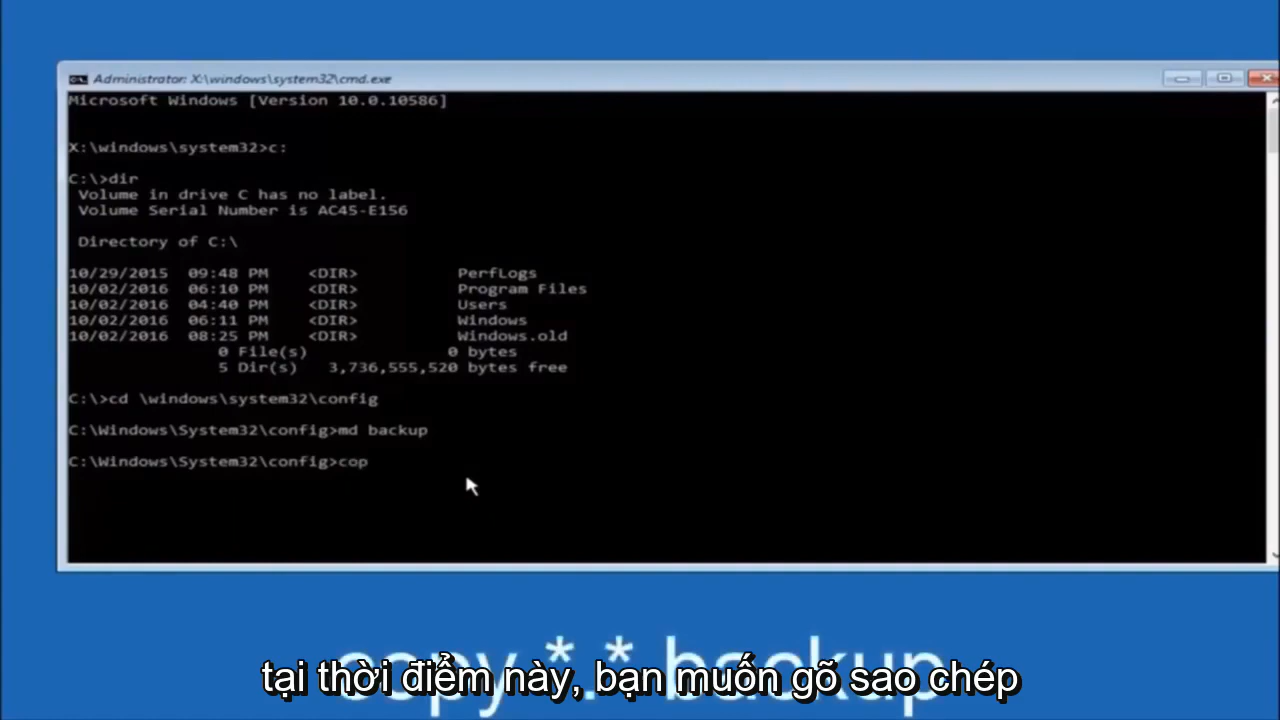 Administrator: X:\windows\system32\cmd.exe
Microsoft Windows [Version 10.0.10586]
X:\windows\system32>c:
C:\>dir
Volume in drive C has no label.
Volume Serial Number is AC45-E156
Directory of C:\
10/29/2015 09:48 PM <DIR> PerfLogs
10/02/2016 06:10 PM <DIR> Program Files
10/02/2016 04:40 PM <DIR> Users
10/02/2016 06:11 PM <DIR> Windows
10/02/2016 08:25 PM <DIR> Windows.old
0 File(s) 0 bytes
5 Dir(s) 3,736,555,520 bytes free
C:\>cd \windows\system32\config
C:\Windows\System32\config>md backup
C:\Windows\System32\config>cop
copy *.* backup
tại thời điểm này, bạn muốn gõ sao chép